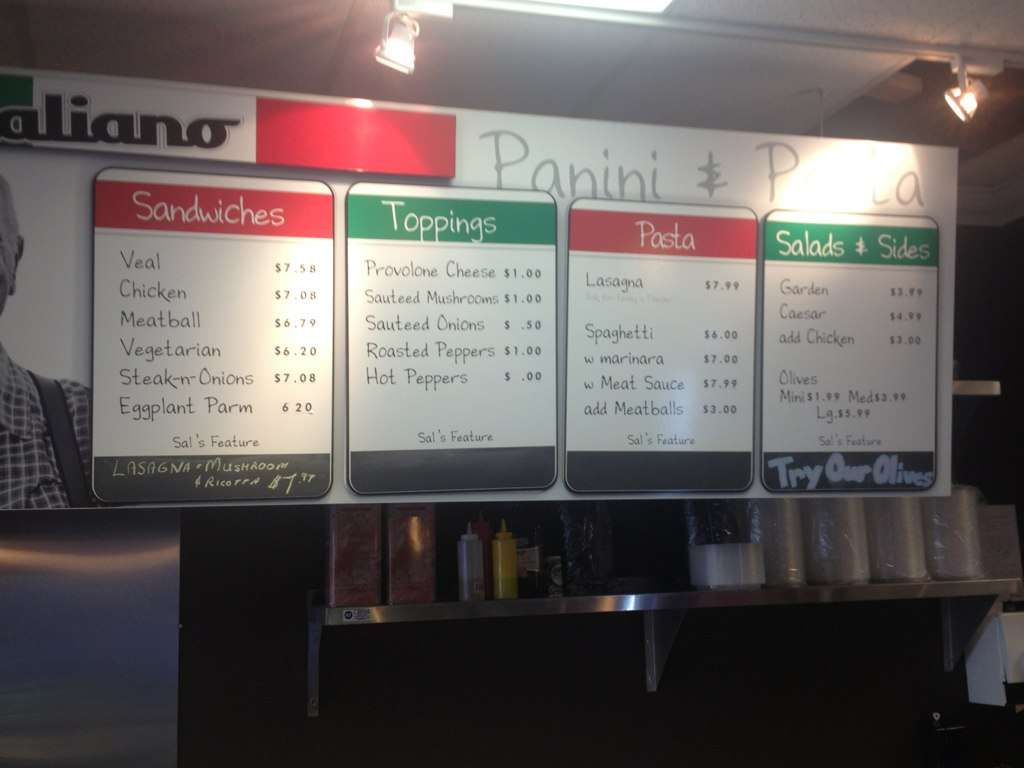 aliano
Panini & P
Sandwiches
Veal $7.58
Chicken $7.08
Meatball $6.79
Vegetarian $6.20
Steak-n-Onions $7.08
Eggplant Parm 6 20
Sal's Feature
LASAGNA • MUSHROOM
& RICOTTA $7.99
Toppings
Provolone Cheese $1.00
Sauteed Mushrooms $1.00
Sauteed Onions $ .50
Roasted Peppers $1.00
Hot Peppers $ .00
Sal's Feature
Pasta
Lasagna $7.99
Spaghetti $6.00
w marinara $7.00
w Meat Sauce $7.99
add Meatballs $3.00
Sal's Feature
Salads & Sides
Garden $3.99
Caesar $4.99
add Chicken $3.00
Olives
Mini $1.99 Med $3.99
Lg. $5.99
Sal's Feature
Try Our Olives